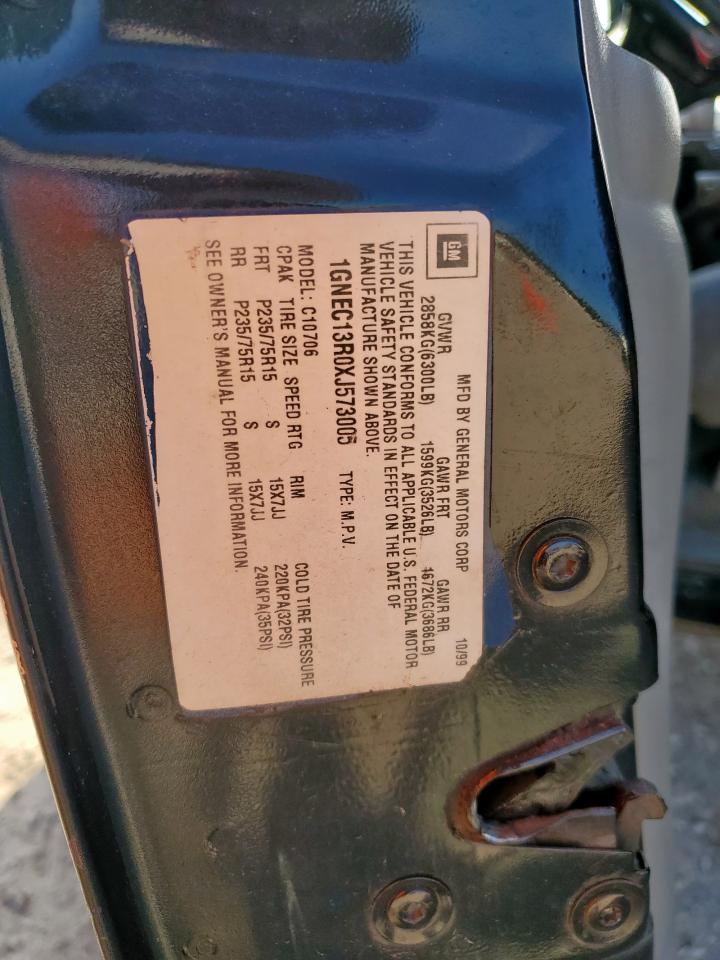 GM
MFD BY GENERAL MOTORS CORP 10/99
GVWR GAWR FRT GAWR RR
2858KG(6300LB) 1599KG(3526LB) 1672KG(3686LB)
THIS VEHICLE CONFORMS TO ALL APPLICABLE U.S. FEDERAL MOTOR
VEHICLE SAFETY STANDARDS IN EFFECT ON THE DATE OF
MANUFACTURE SHOWN ABOVE.
1GNEC13R0XJ573005 TYPE: M.P.V.
MODEL: C10706
CPAK TIRE SIZE SPEED RTG RIM COLD TIRE PRESSURE
FRT P235/75R15 S 15X7JJ 220KPA(32PSI)
RR P235/75R15 S 15X7JJ 240KPA(35PSI)
SEE OWNER'S MANUAL FOR MORE INFORMATION.